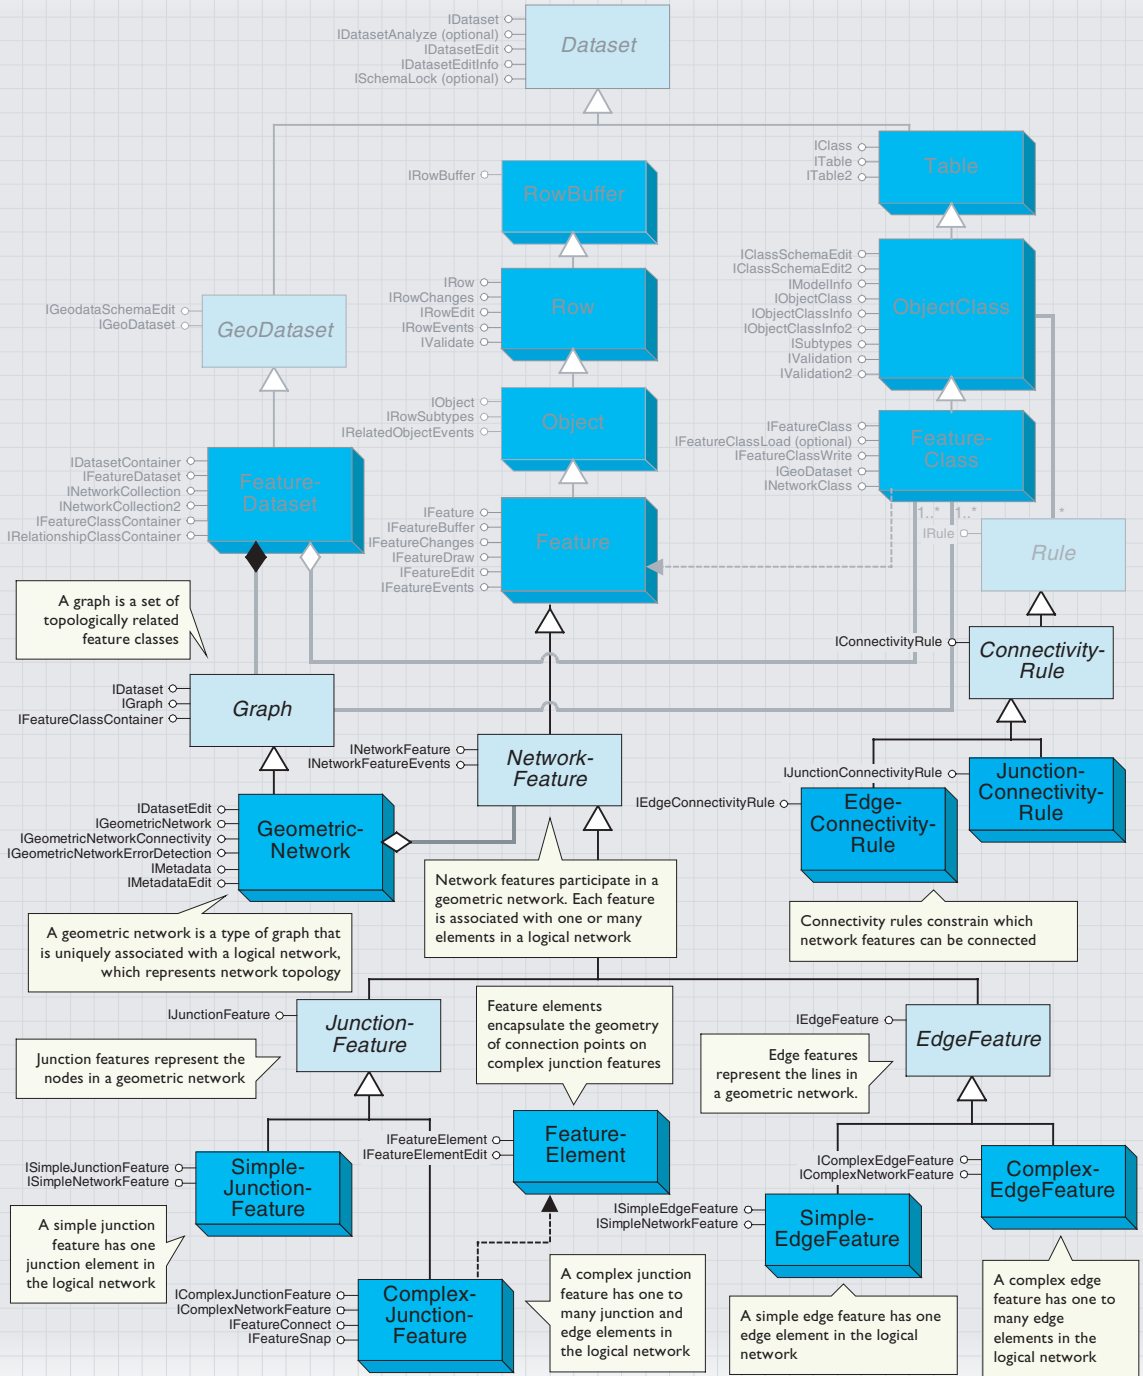 IDataset
IDatasetAnalyze (optional)
IDatasetEdit
IDatasetEditInfo
ISchemaLock (optional)
Dataset
IClass
ITable
ITable2
Table
IRowBuffer
RowBuffer
IClassSchemaEdit
IClassSchemaEdit2
IModelInfo
IObjectClass
IObjectClassInfo
IObjectClassInfo2
ISubtypes
IValidation
IValidation2
ObjectClass
IRow
IRowChanges
IRowEdit
IRowEvents
IValidate
Row
IGeodataSchemaEdit
IGeoDataset
GeoDataset
IObject
IRowSubtypes
IRelatedObjectEvents
Object
IFeatureClass
IFeatureClassLoad (optional)
IFeatureClassWrite
IGeoDataset
INetworkClass
Feature-
Class
IDatasetContainer
IFeatureDataset
INetworkCollection
INetworkCollection2
IFeatureClassContainer
IRelationshipClassContainer
Feature-
Dataset
IFeature
IFeatureBuffer
IFeatureChanges
IFeatureDraw
IFeatureEdit
IFeatureEvents
Feature
1..*
1..*
*
IRule
Rule
A graph is a set of
topologically related
feature classes
IConnectivityRule
Connectivity-
Rule
IDataset
IGraph
IFeatureClassContainer
Graph
INetworkFeature
INetworkFeatureEvents
Network-
Feature
IJunctionConnectivityRule
Junction-
Connectivity-
Rule
IEdgeConnectivityRule
Edge-
Connectivity-
Rule
IDatasetEdit
IGeometricNetwork
IGeometricNetworkConnectivity
IGeometricNetworkErrorDetection
IMetadata
IMetadataEdit
Geometric-
Network
Network features participate in a
geometric network. Each feature
is associated with one or many
elements in a logical network
Connectivity rules constrain which
network features can be connected
A geometric network is a type of graph that
is uniquely associated with a logical network,
which represents network topology
IJunctionFeature
Junction-
Feature
Feature elements
encapsulate the geometry
of connection points on
complex junction features
IEdgeFeature
EdgeFeature
Junction features represent the
nodes in a geometric network
Edge features
represent the lines in
a geometric network.
IFeatureElement
IFeatureElementEdit
Feature-
Element
ISimpleJunctionFeature
ISimpleNetworkFeature
Simple-
Junction-
Feature
IComplexEdgeFeature
IComplexNetworkFeature
Complex-
EdgeFeature
ISimpleEdgeFeature
ISimpleNetworkFeature
Simple-
EdgeFeature
A simple junction
feature has one
junction element in
the logical network
IComplexJunctionFeature
IComplexNetworkFeature
IFeatureConnect
IFeatureSnap
Complex-
Junction-
Feature
A complex junction
feature has one to
many junction and
edge elements in
the logical network
A simple edge feature has one
edge element in the logical
network
A complex edge
feature has one to
many edge
elements in the
logical network